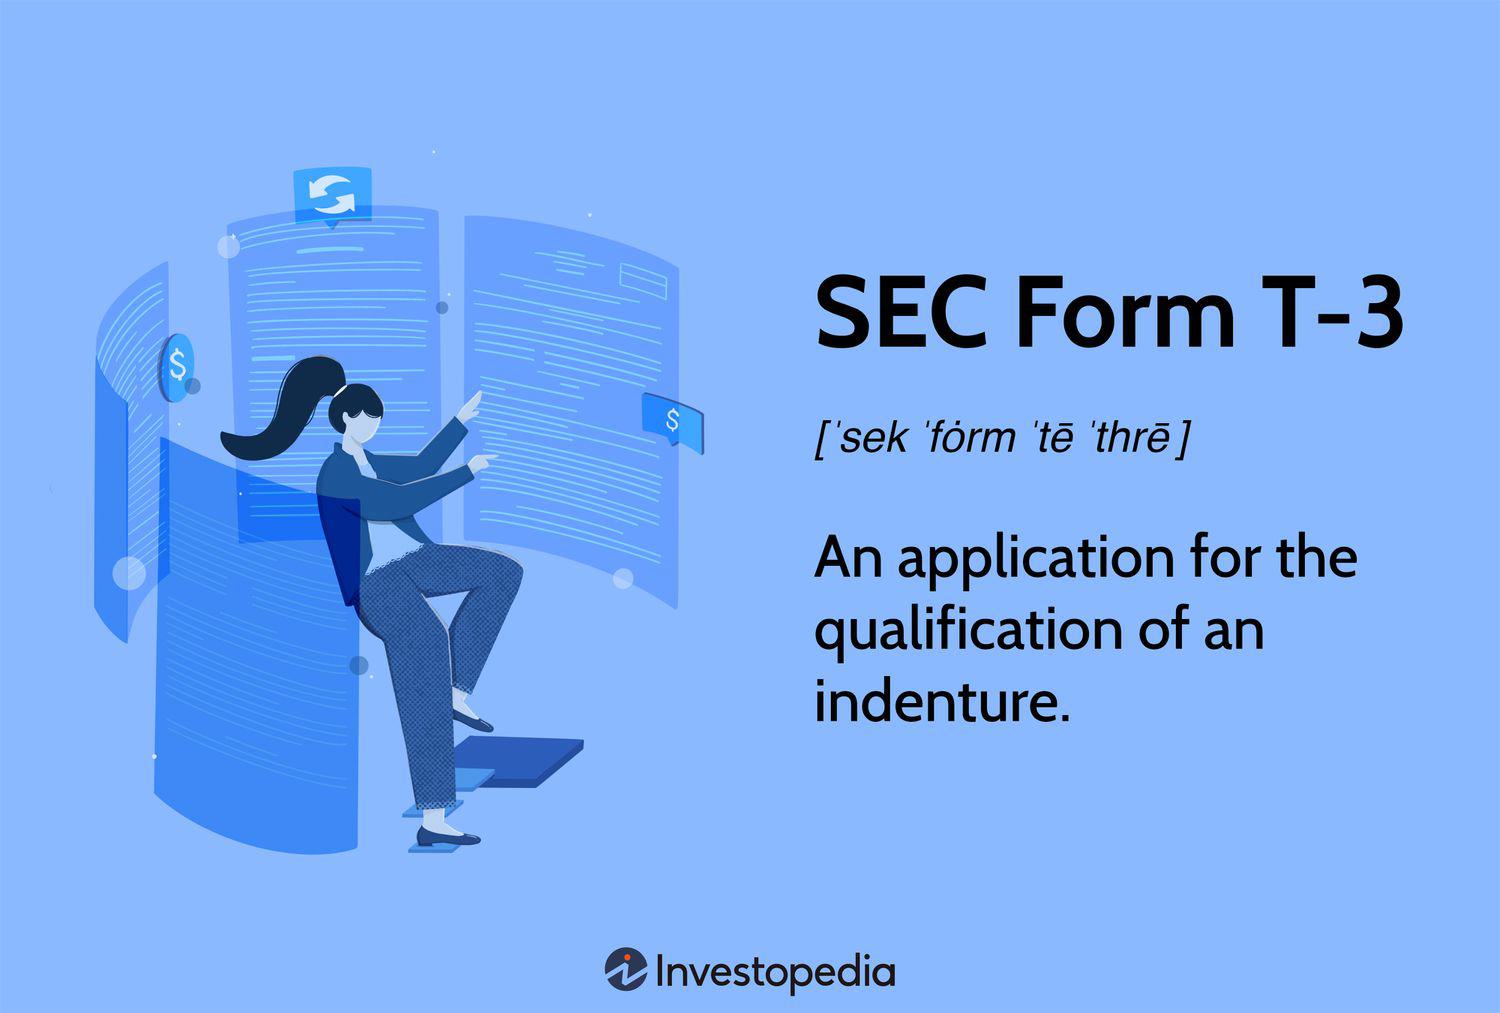 SEC Form T-3
[ˈsek ˈfȯrm ˈtē ˈthrē]
An application for the
qualification of an
indenture.
$
$
Investopedia